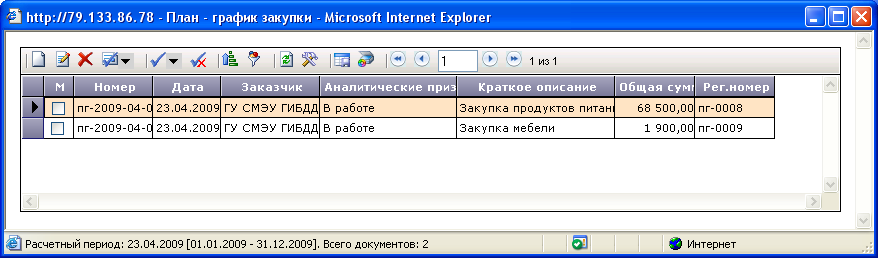 http://79.133.86.78 - План - график закупки - Microsoft Internet Explorer
1 1 из 1
М Номер Дата Заказчик Аналитические приз Краткое описание Общая сумм Рег.номер
пг-2009-04-0 23.04.2009 ГУ СМЭУ ГИБДД В работе Закупка продуктов питани 68 500,00 пг-0008
пг-2009-04-0 23.04.2009 ГУ СМЭУ ГИБДД В работе Закупка мебели 1 900,00 пг-0009
Расчетный период: 23.04.2009 [01.01.2009 - 31.12.2009]. Всего документов: 2 Интернет